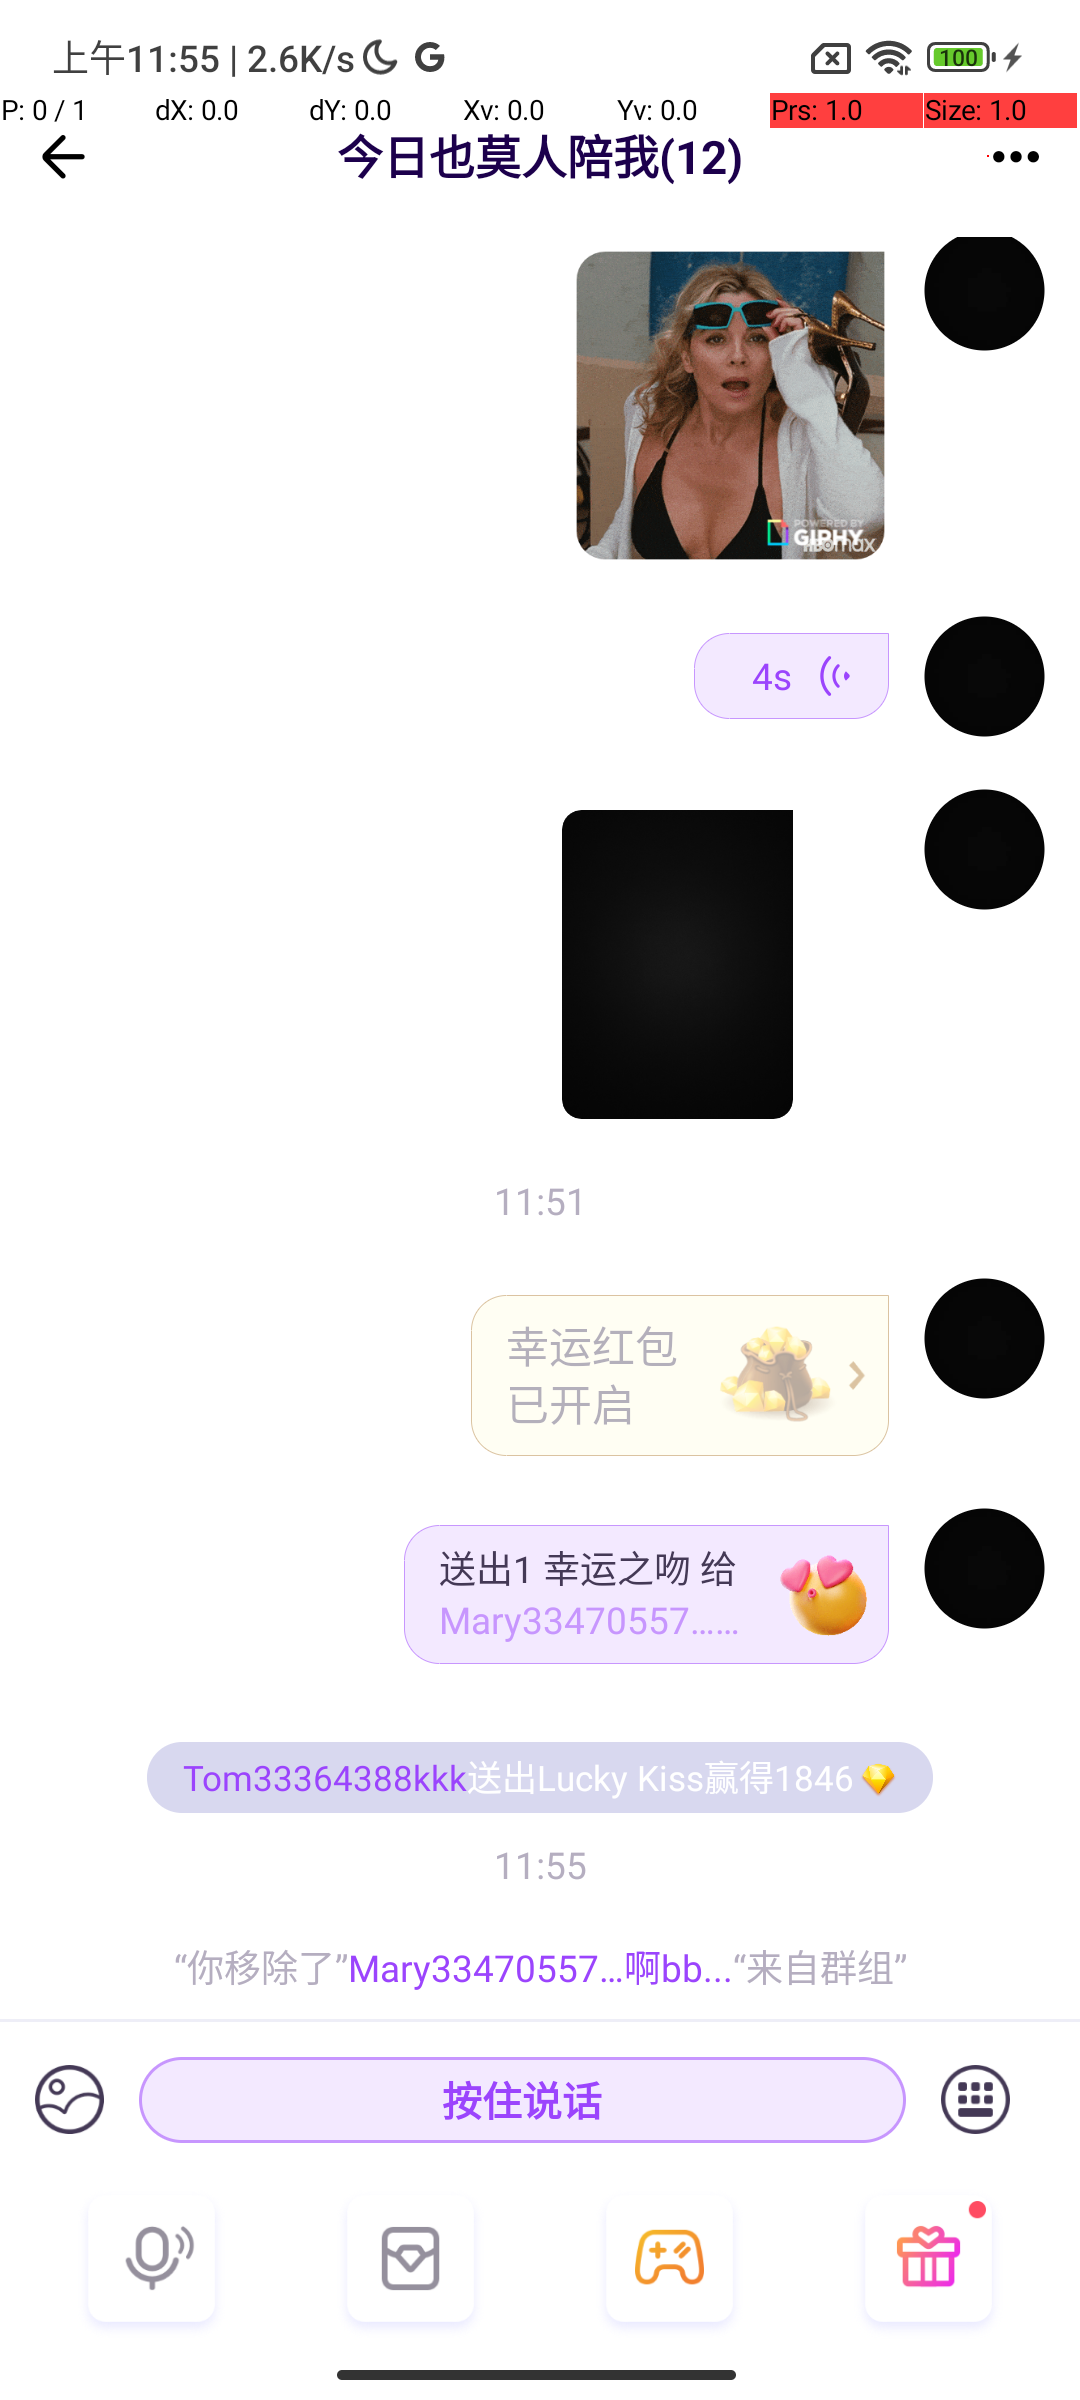 上午11:55 | 2.6K/s
100
P: 0 / 1 dX: 0.0 dY: 0.0 Xv: 0.0 Yv: 0.0 Prs: 1.0 Size: 1.0
今日也莫人陪我(12)
POWERED BY
GIPHY
HBOmax
4s
11:51
幸运红包
已开启
送出1 幸运之吻 给
Mary33470557......
Tom33364388kkk送出Lucky Kiss赢得1846
11:55
“你移除了”Mary33470557...啊bb...“来自群组”
按住说话